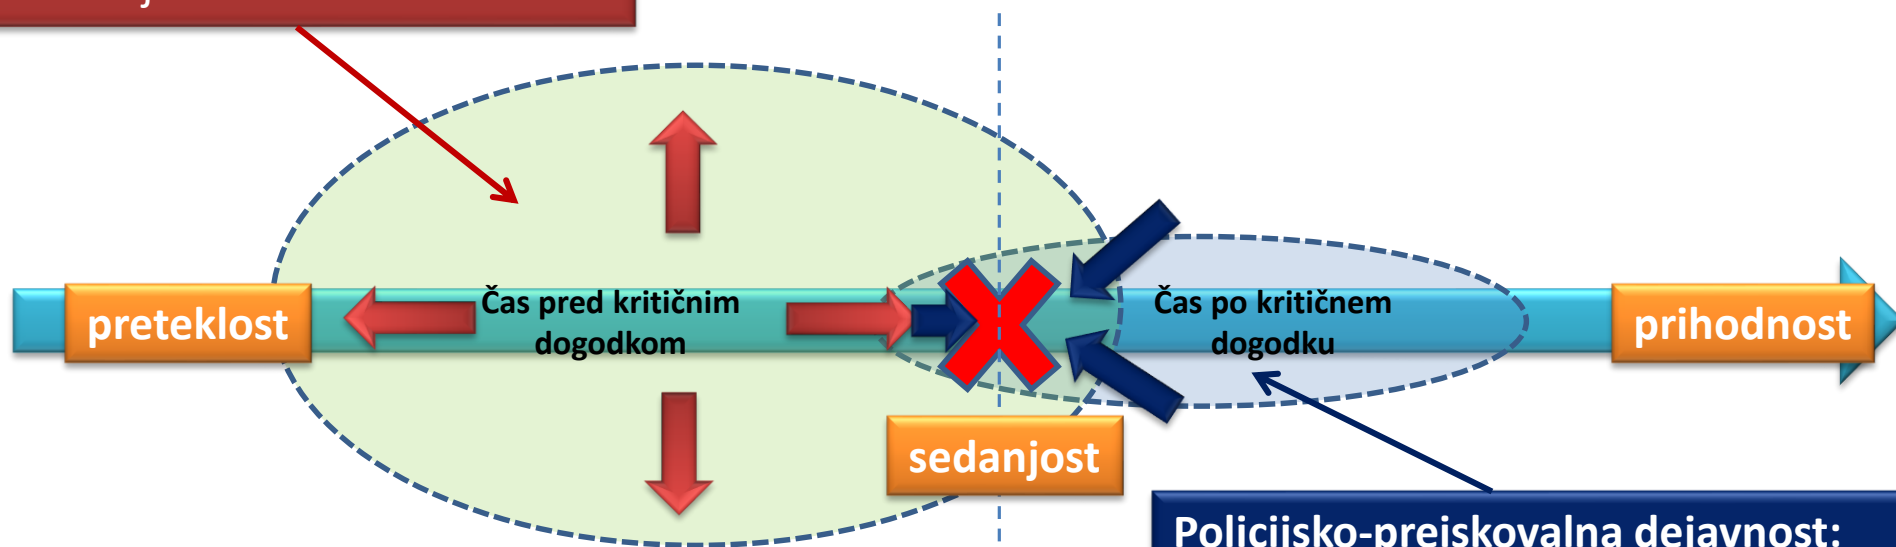 Čas pred kritičnim
dogodkom
Čas po kritičnem
dogodku
preteklost
prihodnost
sedanjost
Policijsko-preiskovalna dejavnost: